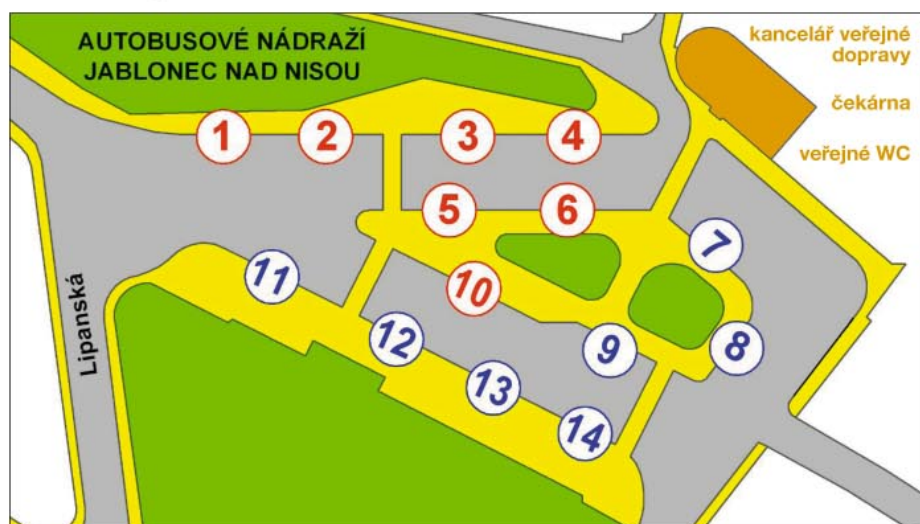 AUTOBUSOVÉ NÁDRAŽÍ
JABLONEC NAD NISOU
kancelář veřejné
dopravy
čekárna
veřejné WC
1
2
3
4
5
6
7
8
9
10
11
12
13
14
Lipanská